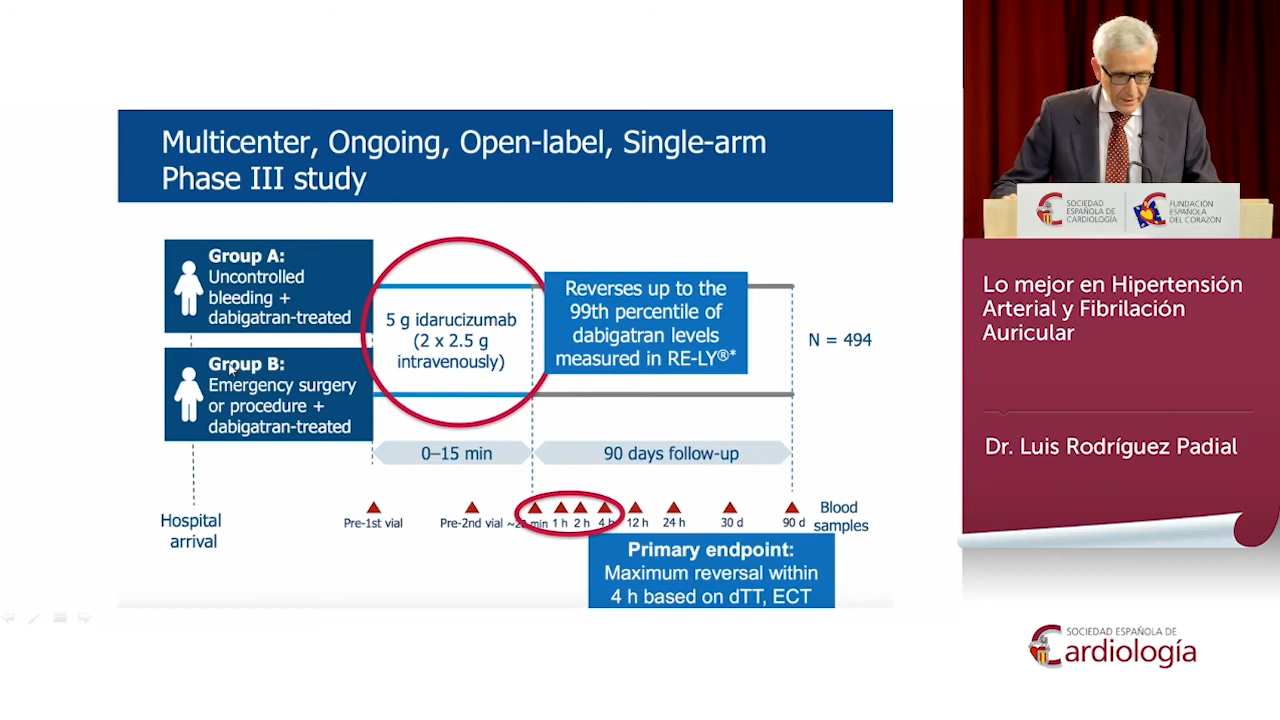 Multicenter, Ongoing, Open-label, Single-arm
Phase III study
Group A:
Uncontrolled
bleeding +
dabigatran-treated
Group B:
Emergency surgery
or procedure +
dabigatran-treated
5 g idarucizumab
(2 x 2.5 g
intravenously)
Reverses up to the
99th percentile of
dabigatran levels
measured in RE-LY®*
N = 494
0–15 min
90 days follow-up
Hospital
arrival
Pre-1st vial
Pre-2nd vial
min
1 h
2 h
4 h
12 h
24 h
30 d
90 d
Blood
samples
Primary endpoint:
Maximum reversal within
4 h based on dTT, ECT
SOCIEDAD
ESPAÑOLA DE
CARDIOLOGÍA
FUNDACIÓN
ESPAÑOLA
DEL CORAZÓN
Lo mejor en Hipertensión
Arterial y Fibrilación
Auricular
Dr. Luis Rodríguez Padial
SOCIEDAD ESPAÑOLA DE
Cardiología